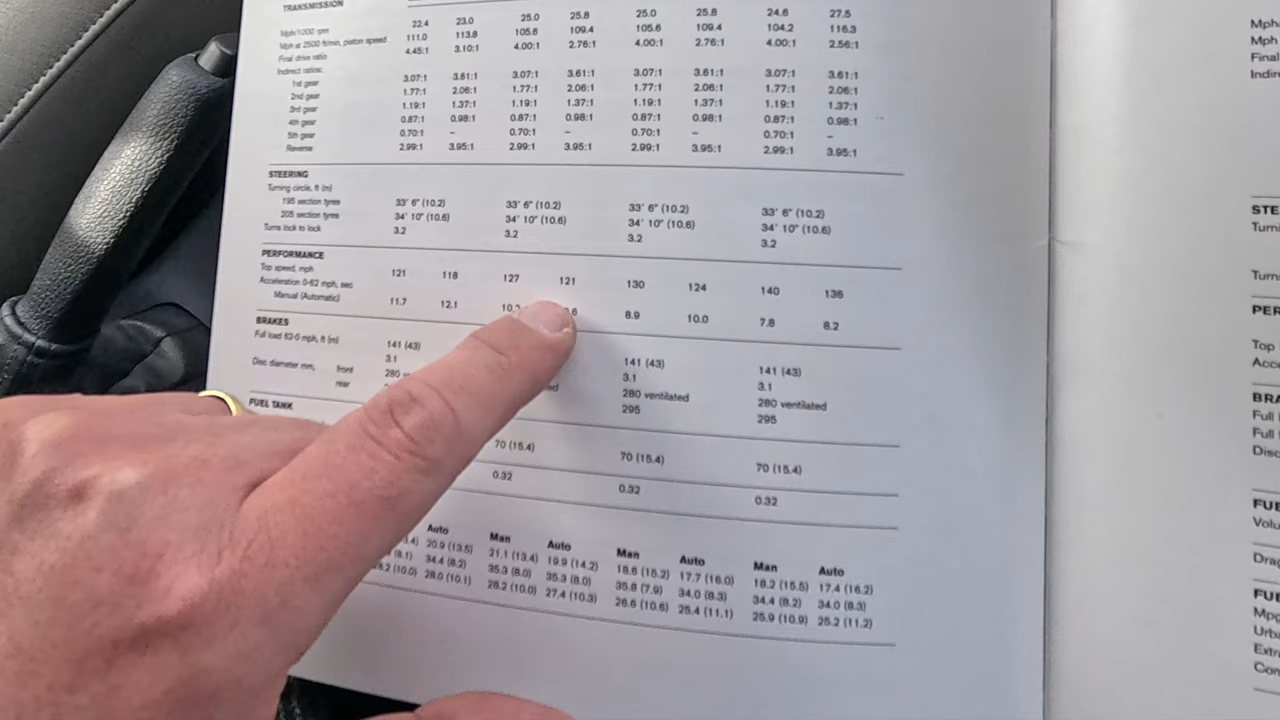 TRANSMISSION
Mph/1000 rpm 22.4 23.0 25.0 25.8 25.0 25.8 24.6 27.5
Mph at 2500 ft/min, piston speed 111.0 113.8 105.6 109.4 105.6 109.4 104.2 116.3
Final drive ratio 4.45:1 3.10:1 4.00:1 2.76:1 4.00:1 2.76:1 4.00:1 2.56:1
Indirect ratios:
1st gear 3.07:1 3.61:1 3.07:1 3.61:1 3.07:1 3.61:1 3.07:1 3.61:1
2nd gear 1.77:1 2.06:1 1.77:1 2.06:1 1.77:1 2.06:1 1.77:1 2.06:1
3rd gear 1.19:1 1.37:1 1.19:1 1.37:1 1.19:1 1.37:1 1.19:1 1.37:1
4th gear 0.87:1 0.98:1 0.87:1 0.98:1 0.87:1 0.98:1 0.87:1 0.98:1
5th gear 0.70:1 – 0.70:1 – 0.70:1 – 0.70:1 –
Reverse 2.99:1 3.95:1 2.99:1 3.95:1 2.99:1 3.95:1 2.99:1 3.95:1
STEERING
Turning circle, ft (m)
195 section tyres 33' 6" (10.2) 33' 6" (10.2) 33' 6" (10.2) 33' 6" (10.2)
205 section tyres 34' 10" (10.6) 34' 10" (10.6) 34' 10" (10.6) 34' 10" (10.6)
Turns lock to lock 3.2 3.2 3.2 3.2
PERFORMANCE
Top speed, mph 121 118 127 121 130 124 140 136
Acceleration 0-62 mph, sec
Manual (Automatic) 11.7 12.1 8.9 10.0 7.8 8.2
BRAKES
Full load 62-0 mph, ft (m) 141 (43) 141 (43) 141 (43)
3.1 3.1 3.1
Disc diameter mm, front 280 280 ventilated 280 ventilated
rear 295 295
FUEL TANK
70 (15.4) 70 (15.4) 70 (15.4)
0.32 0.32 0.32
Auto Man Auto Man Auto Man Auto
20.9 (13.5) 21.1 (13.4) 19.9 (14.2) 18.6 (15.2) 17.7 (16.0) 18.2 (15.5) 17.4 (16.2)
34.4 (8.2) 35.3 (8.0) 35.3 (8.0) 35.8 (7.9) 34.0 (8.3) 34.4 (8.2) 34.0 (8.3)
(10.0) 28.0 (10.1) 28.2 (10.0) 27.4 (10.3) 26.6 (10.6) 25.4 (11.1) 25.9 (10.9) 25.2 (11.2)
Mph
Mph
Final
STE
PER
Top
BRA
Full
Full
Disc
FUE
Volu
FUE